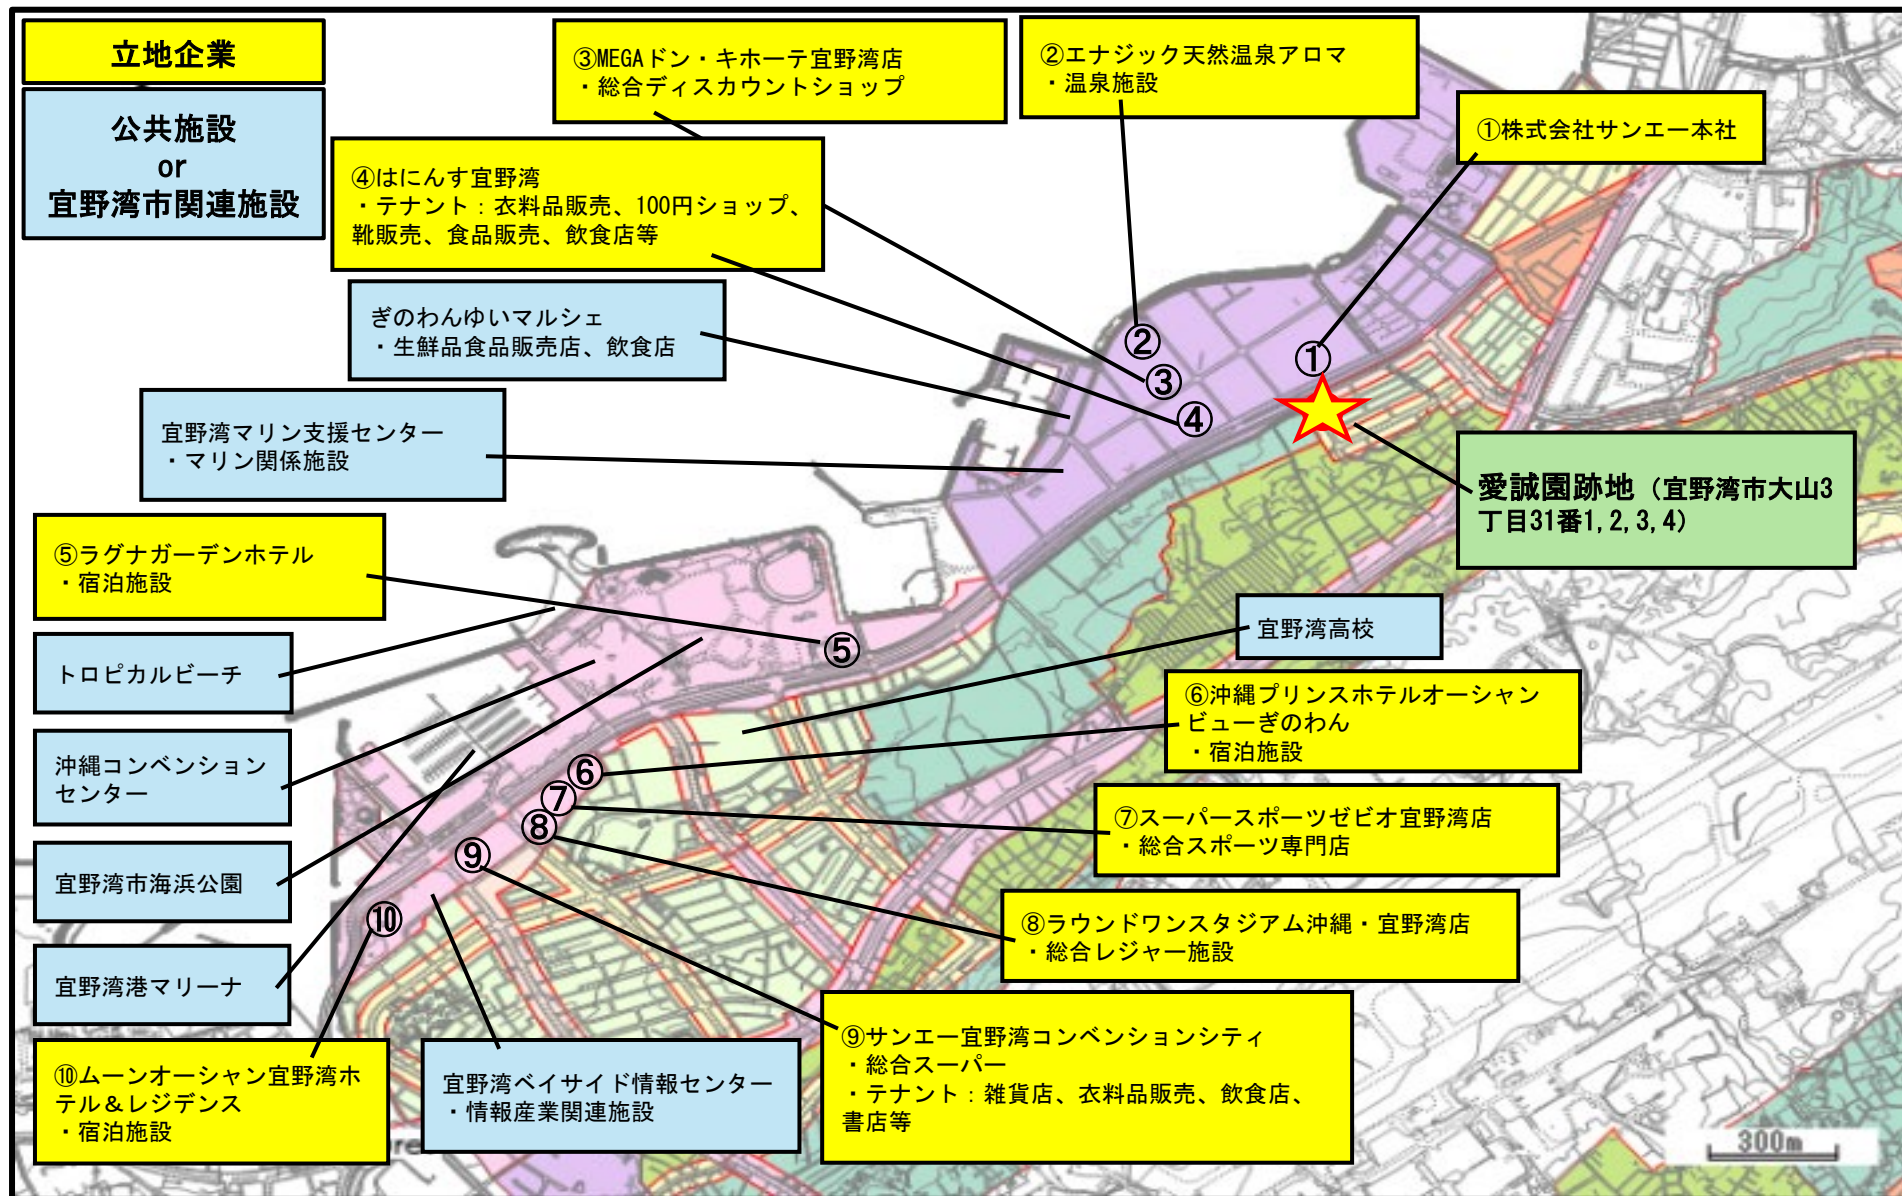 立地企業
公共施設
or
宜野湾市関連施設
③MEGAドン・キホーテ宜野湾店
・総合ディスカウントショップ
②エナジック天然温泉アロマ
・温泉施設
①株式会社サンエー本社
④はにんす宜野湾
・テナント：衣料品販売、100円ショップ、
靴販売、食品販売、飲食店等
ぎのわんゆいマルシェ
・生鮮品食品販売店、飲食店
宜野湾マリン支援センター
・マリン関係施設
②
③
④
①
愛誠園跡地（宜野湾市大山3
丁目31番1,2,3,4）
⑤ラグナガーデンホテル
・宿泊施設
トロピカルビーチ
沖縄コンベンション
センター
宜野湾市海浜公園
宜野湾港マリーナ
⑤
⑥
⑦
⑧
⑨
⑩
宜野湾高校
⑥沖縄プリンスホテルオーシャン
ビューぎのわん
・宿泊施設
⑦スーパースポーツゼビオ宜野湾店
・総合スポーツ専門店
⑧ラウンドワンスタジアム沖縄・宜野湾店
・総合レジャー施設
⑨サンエー宜野湾コンベンションシティ
・総合スーパー
・テナント：雑貨店、衣料品販売、飲食店、
書店等
⑩ムーンオーシャン宜野湾ホ
テル＆レジデンス
・宿泊施設
宜野湾ベイサイド情報センター
・情報産業関連施設
300m